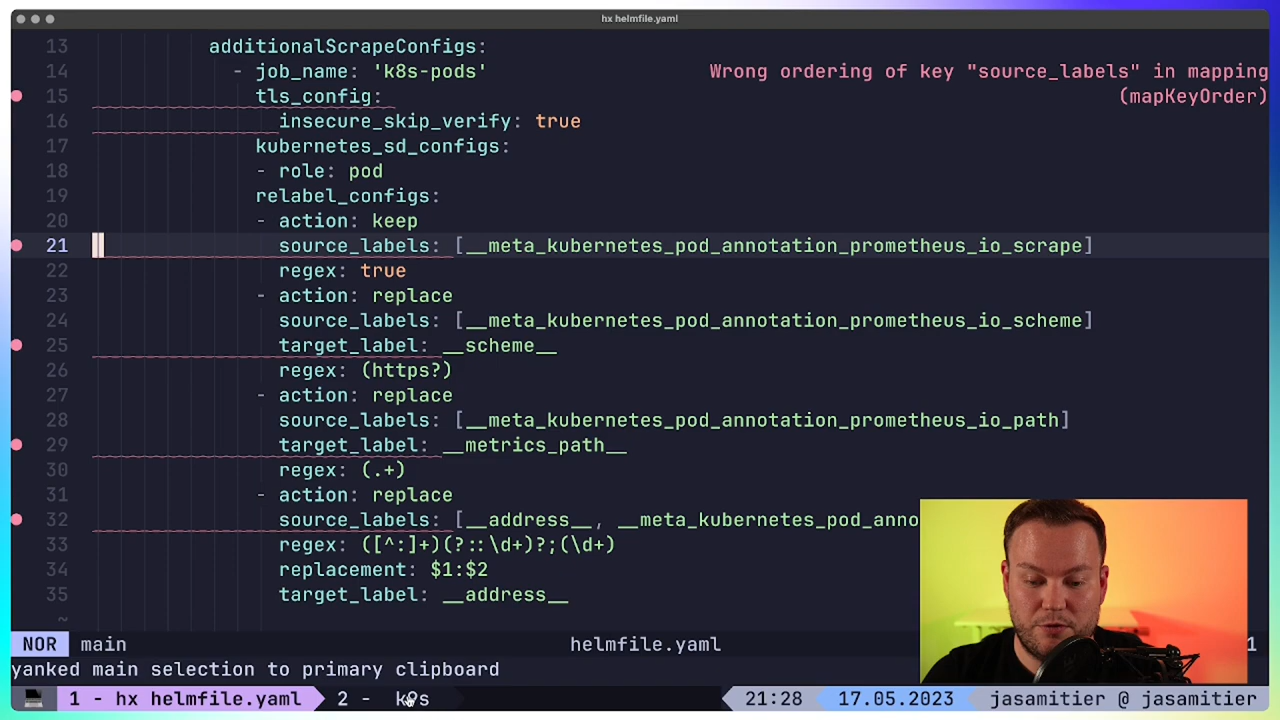 hx helmfile.yaml
13 additionalScrapeConfigs:
14 - job_name: 'k8s-pods' Wrong ordering of key "source_labels" in mapping
15 tls_config: (mapKeyOrder)
16 insecure_skip_verify: true
17 kubernetes_sd_configs:
18 - role: pod
19 relabel_configs:
20 - action: keep
21 source_labels: [__meta_kubernetes_pod_annotation_prometheus_io_scrape]
22 regex: true
23 - action: replace
24 source_labels: [__meta_kubernetes_pod_annotation_prometheus_io_scheme]
25 target_label: __scheme__
26 regex: (https?)
27 - action: replace
28 source_labels: [__meta_kubernetes_pod_annotation_prometheus_io_path]
29 target_label: __metrics_path__
30 regex: (.+)
31 - action: replace
32 source_labels: [__address__, __meta_kubernetes_pod_anno
33 regex: ([^:]+)(?::\d+)?;(\d+)
34 replacement: $1:$2
35 target_label: __address__
~
NOR main helmfile.yaml 1
yanked main selection to primary clipboard
1 - hx helmfile.yaml 2 - k9s 21:28 17.05.2023 jasamitier @ jasamitier